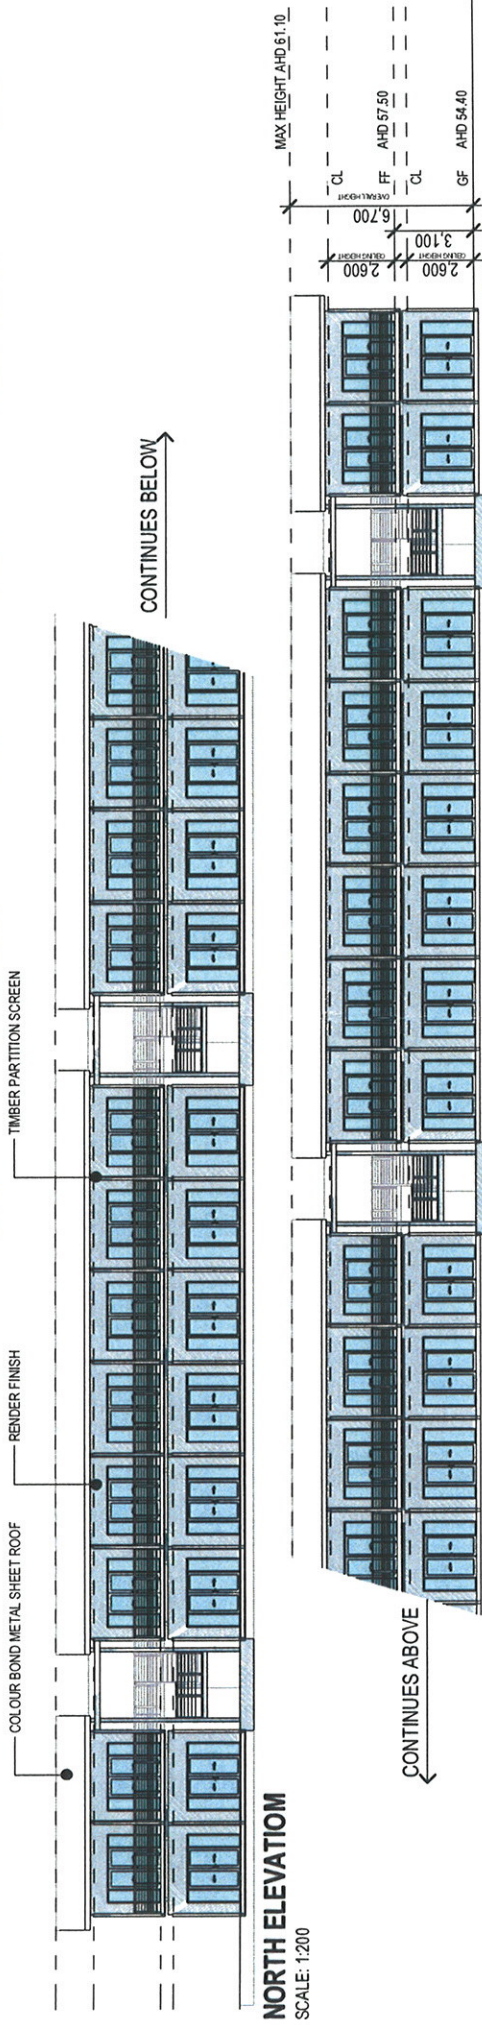 COLOUR BOND METAL SHEET ROOF
RENDER FINISH
TIMBER PARTITION SCREEN
CONTINUES BELOW
NORTH ELEVATIOM
SCALE: 1:200
CONTINUES ABOVE
MAX HEIGHT AHD 61.10
CL
FF AHD 57.50
CL
GF AHD 54.40
2,600
CEILING HEIGHT
2,600
CEILING HEIGHT
3,100
6,700
OVERALL HEIGHT